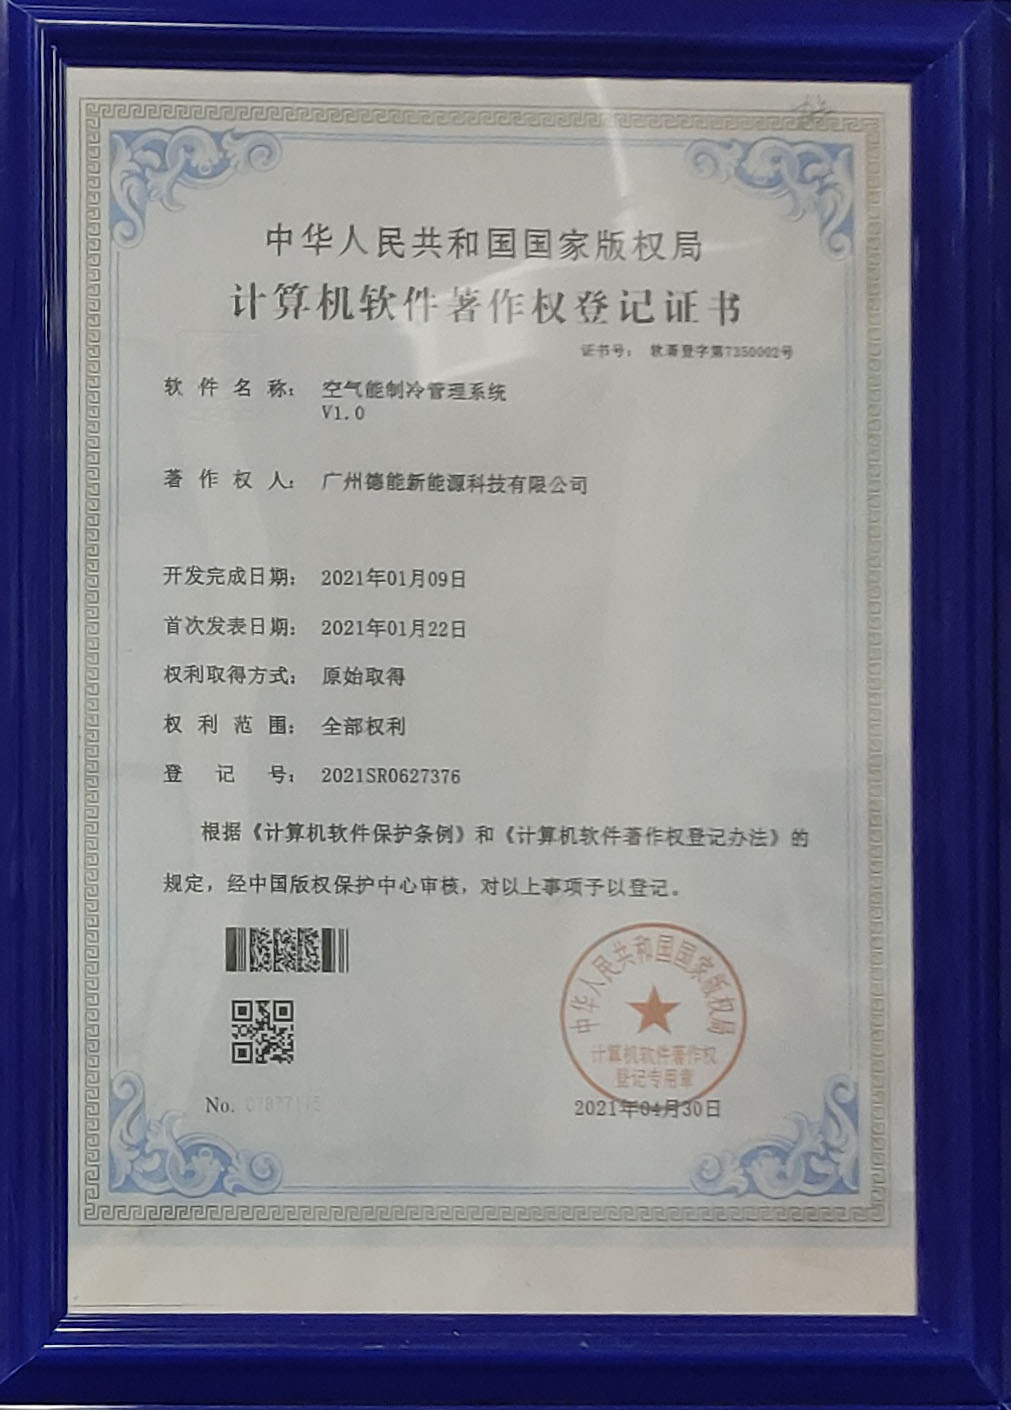 中华人民共和国国家版权局
计算机软件著作权登记证书
证书号： 软著登字第7350002号
软件名称： 空气能制冷管理系统
V1.0
著作权人： 广州德能新能源科技有限公司
开发完成日期： 2021年01月09日
首次发表日期： 2021年01月22日
权利取得方式： 原始取得
权利范围： 全部权利
登记号： 2021SR0627376
根据《计算机软件保护条例》和《计算机软件著作权登记办法》的
规定，经中国版权保护中心审核，对以上事项予以登记。
中华人民共和国国家版权局
计算机软件著作权
登记专用章
No.
2021年04月30日